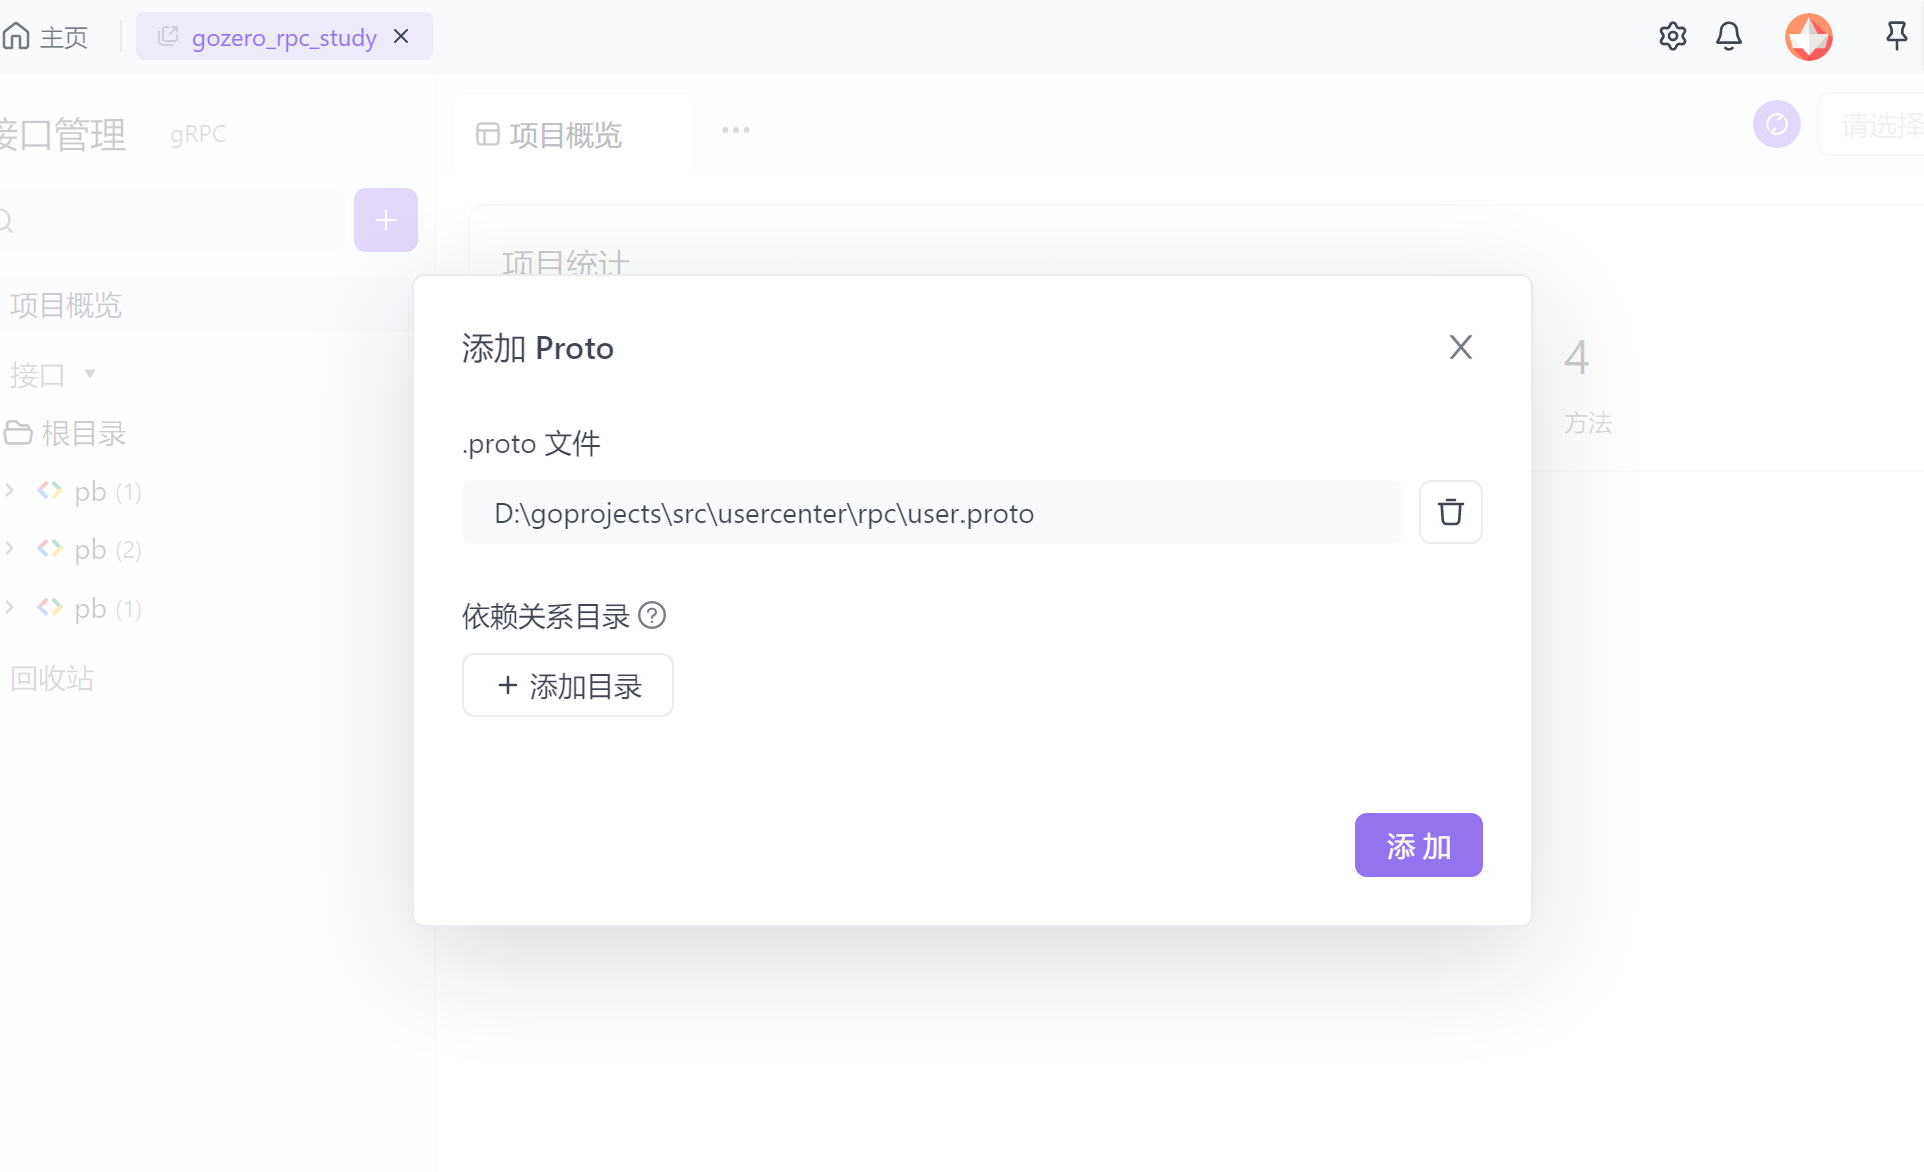 主页
gozero_rpc_study
接口管理 gRPC
项目概览
请选择
项目统计
项目概览
接口
根目录
pb (1)
pb (2)
pb (1)
回收站
4
方法
添加 Proto
.proto 文件
D:\goprojects\src\usercenter\rpc\user.proto
依赖关系目录
+ 添加目录
添 加